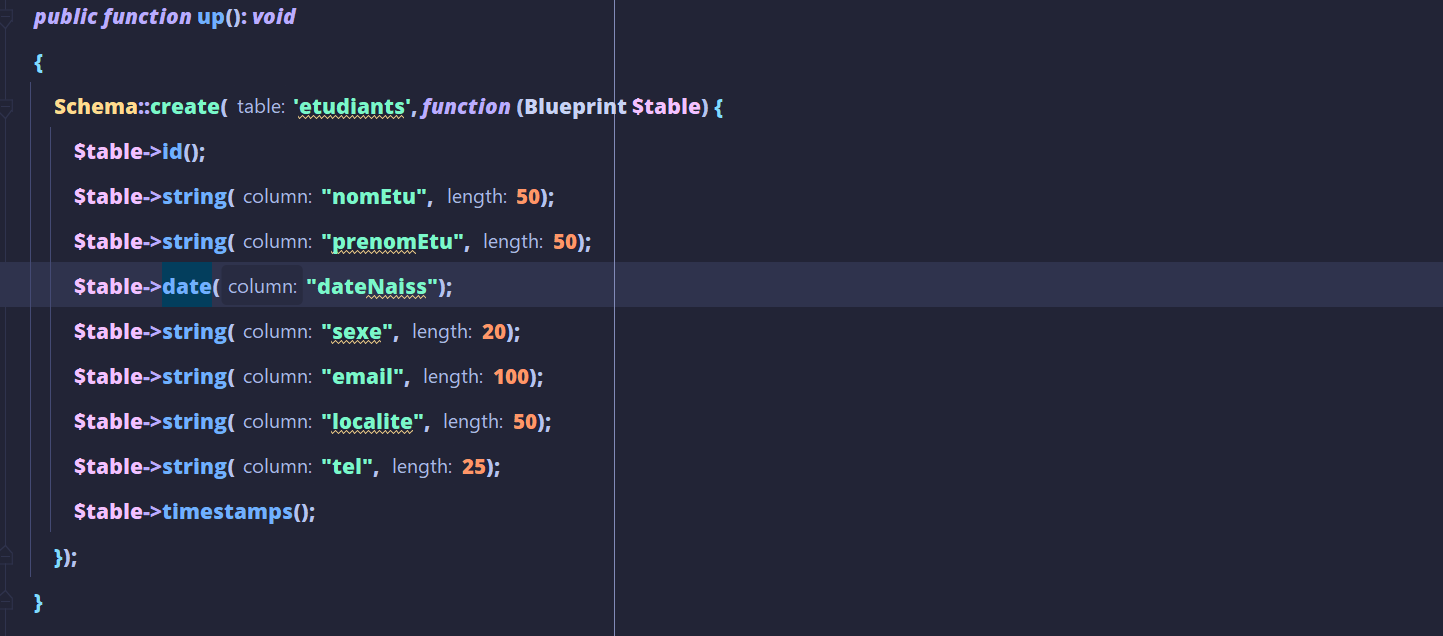 public function up(): void
{
Schema::create( table: 'etudiants', function (Blueprint $table) {
$table->id();
$table->string( column: "nomEtu", length: 50);
$table->string( column: "prenomEtu", length: 50);
$table->date( column: "dateNaiss");
$table->string( column: "sexe", length: 20);
$table->string( column: "email", length: 100);
$table->string( column: "localite", length: 50);
$table->string( column: "tel", length: 25);
$table->timestamps();
});
}